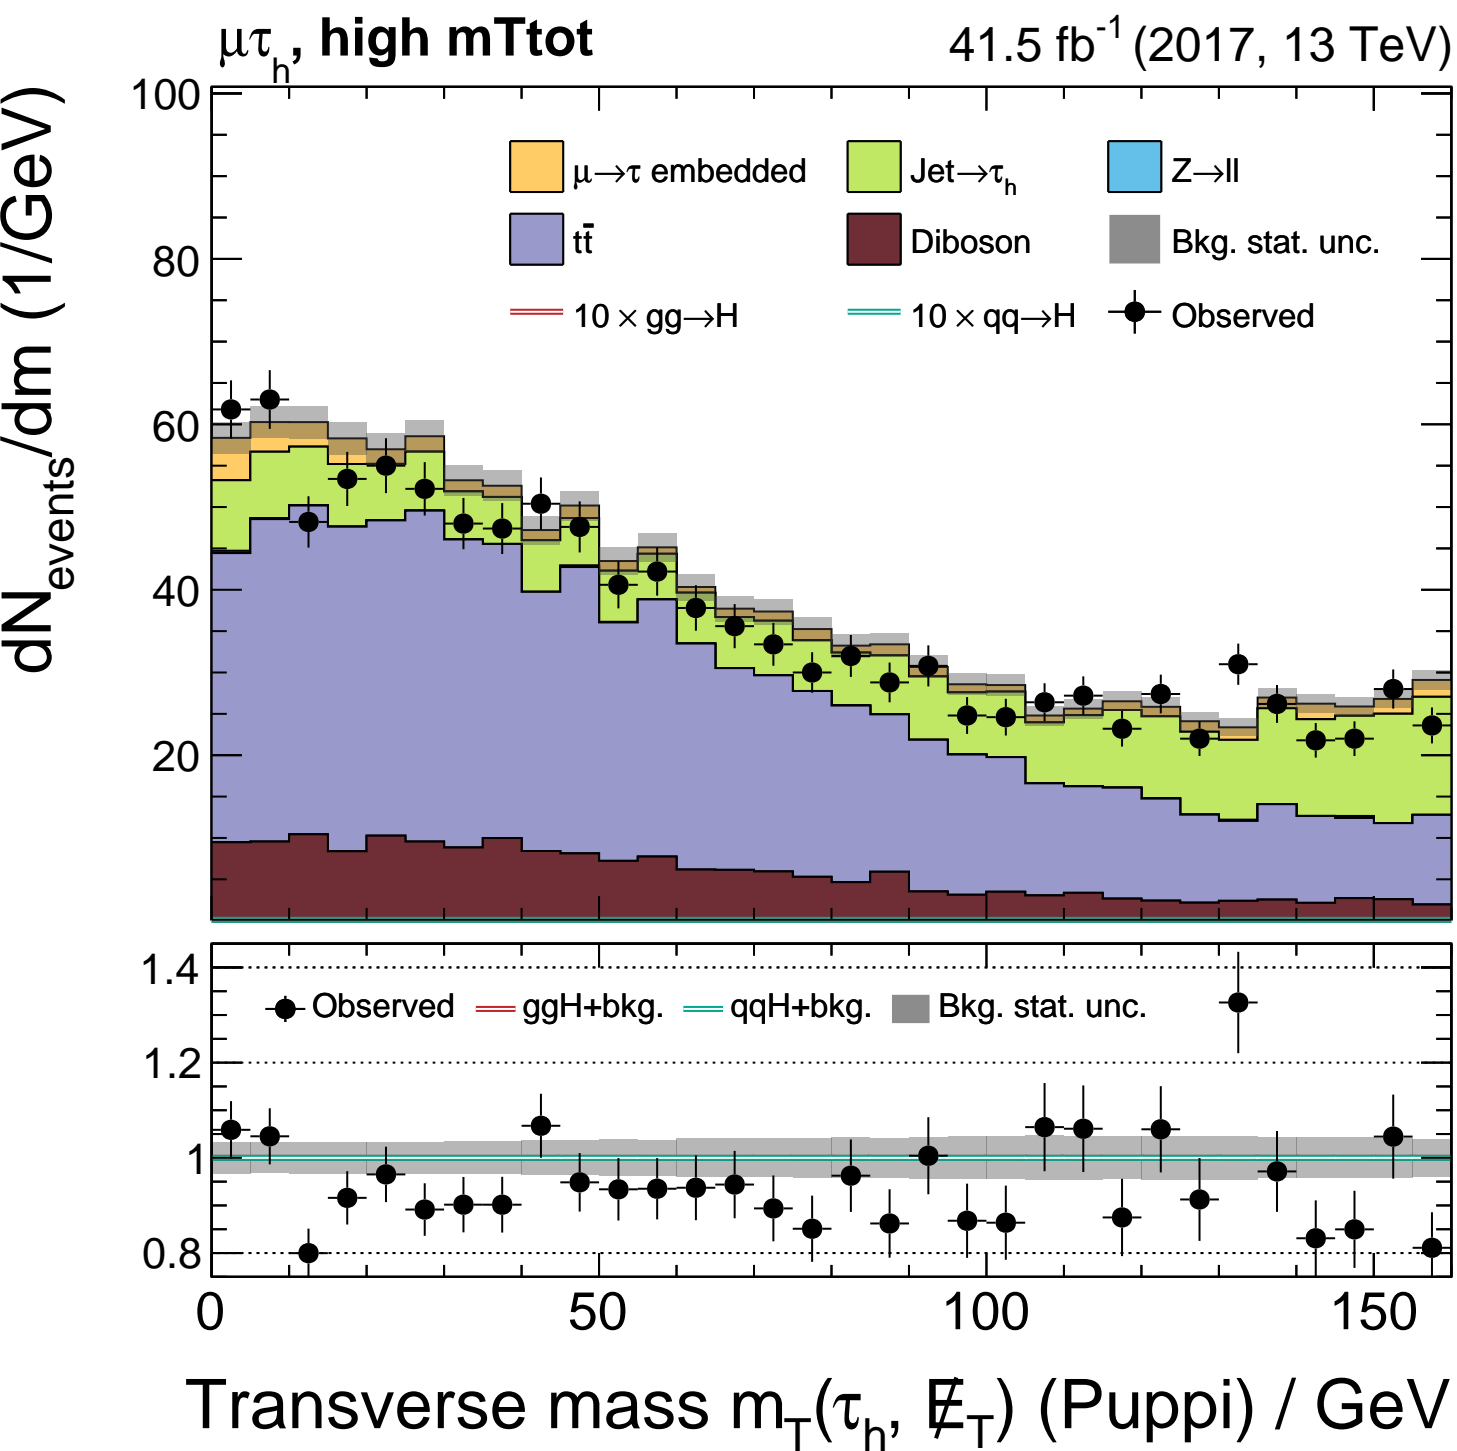 μτh, high mTtot
41.5 fb-1 (2017, 13 TeV)
dNevents/dm (1/GeV)
100
80
60
40
20
μ→τ embedded
Jet→τh
Z→ll
tt̄
Diboson
Bkg. stat. unc.
10 × gg→H
10 × qq→H
Observed
1.4
1.2
1
0.8
Observed
ggH+bkg.
qqH+bkg.
Bkg. stat. unc.
0
50
100
150
Transverse mass mT(τh, E̸T) (Puppi) / GeV